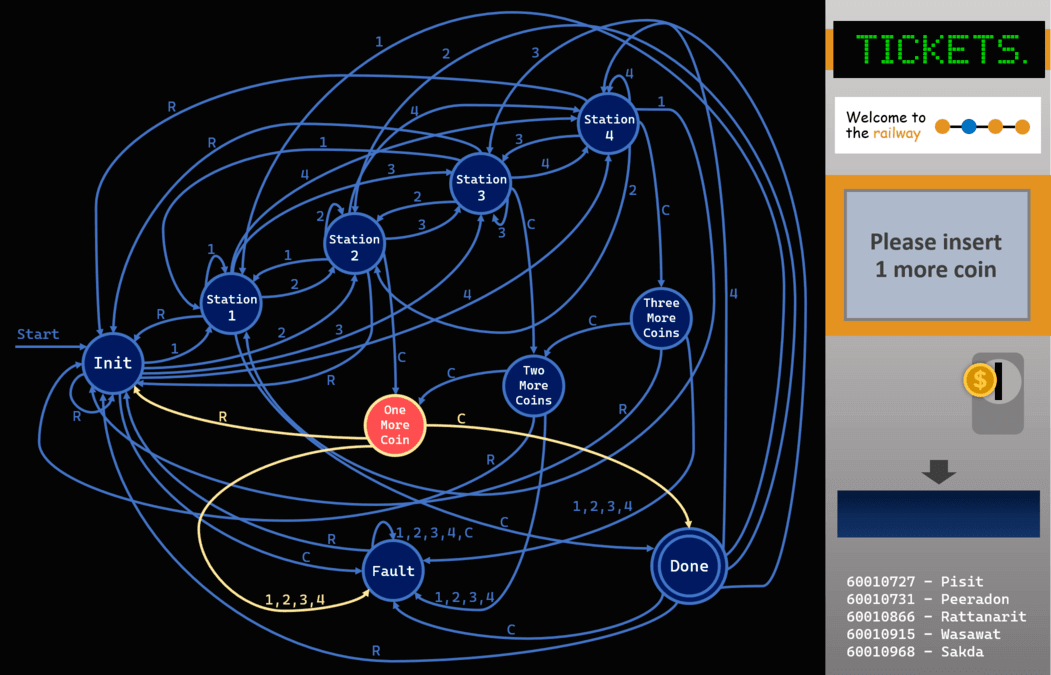 TICKETS.
Welcome to
the railway
Please insert
1 more coin
$
60010727 - Pisit
60010731 - Peeradon
60010866 - Rattanarit
60010915 - Wasawat
60010968 - Sakda
1
2
3
4
1
R
4
R
1
3
4
Station
4
3
4
2
C
Station
3
3
C
2
3
2
Station
2
1
2
1
Station
1
4
4
Three
More
Coins
C
Start
R
1
2
3
Init
R
R
C
C
Two
More
Coins
One
More
Coin
R
C
R
R
1,2,3,4
C
1,2,3,4,C
R
C
Fault
Done
1,2,3,4
1,2,3,4
C
R